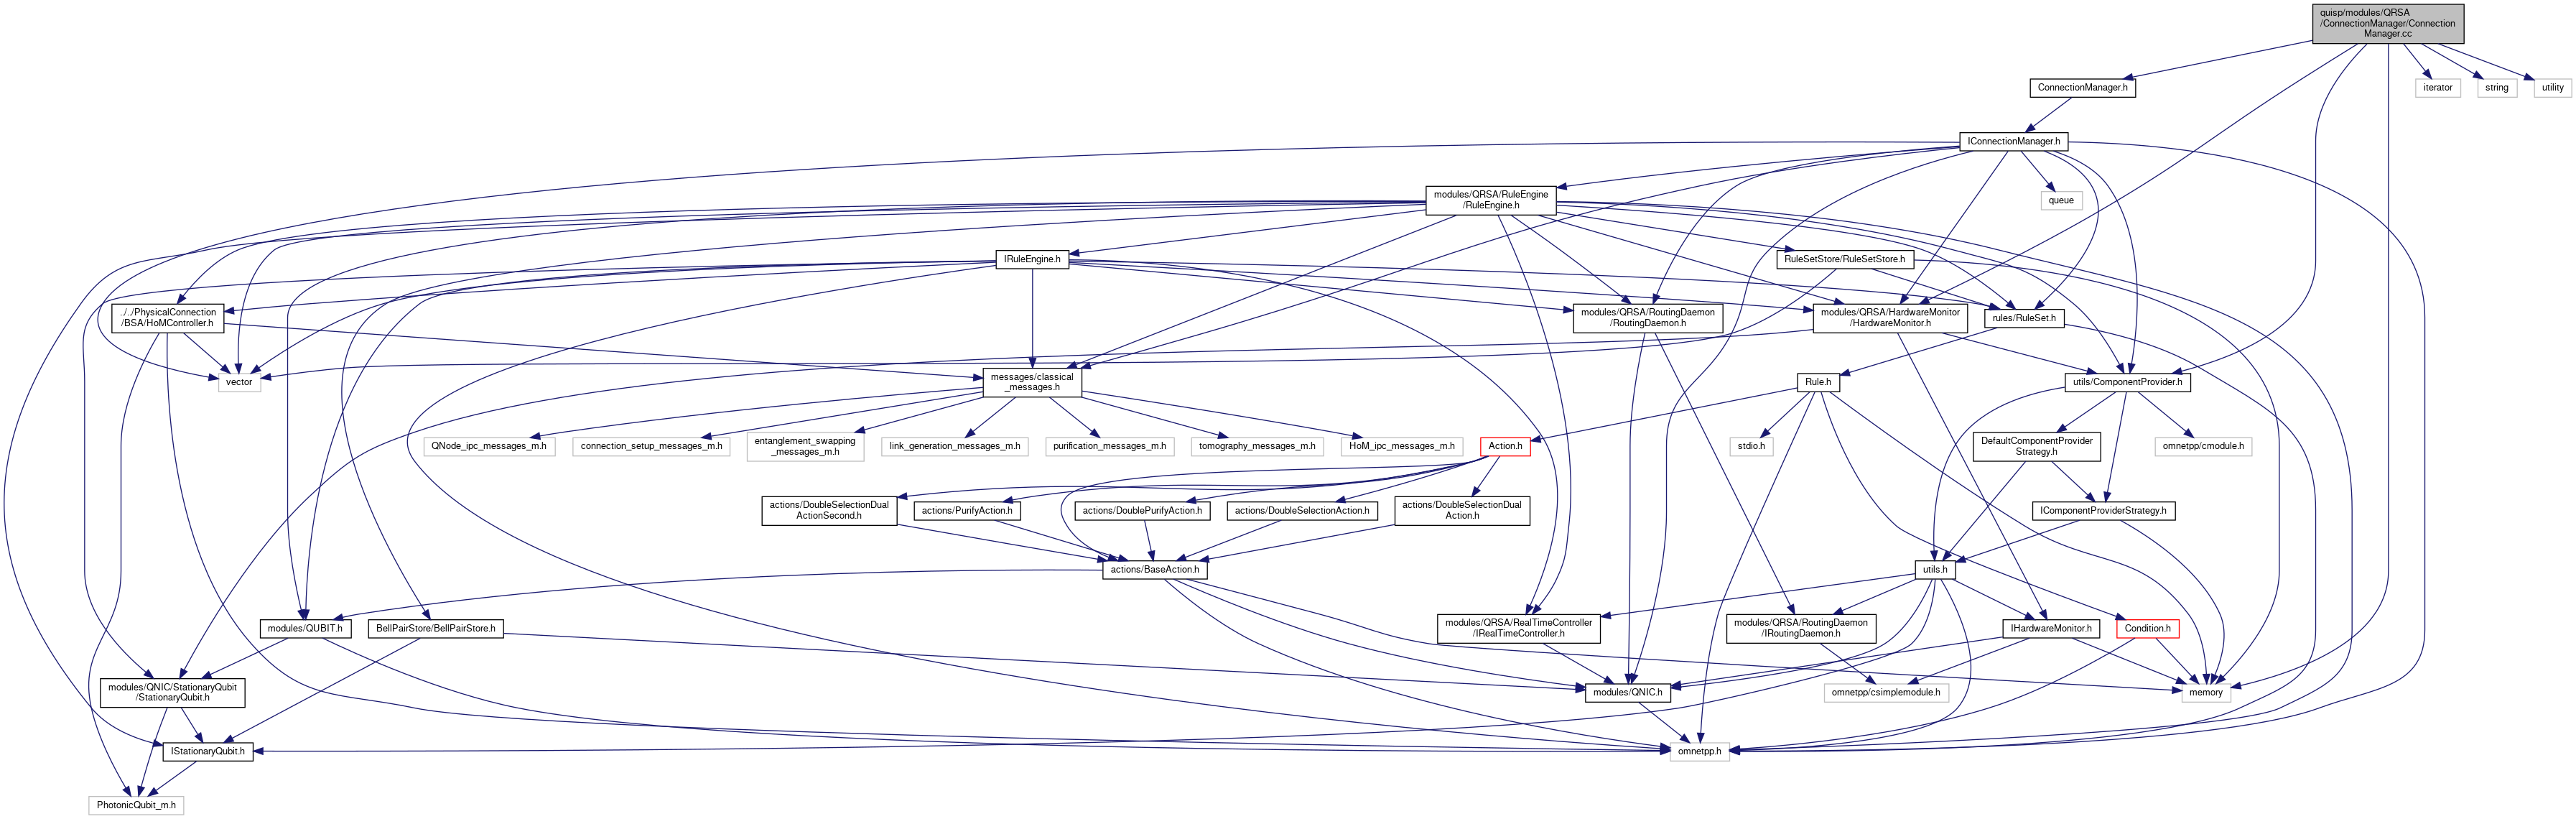 quisp/modules/QRSA
/ConnectionManager/Connection
Manager.cc
ConnectionManager.h
iterator
string
utility
IConnectionManager.h
modules/QRSA/RuleEngine
/RuleEngine.h
queue
IRuleEngine.h
RuleSetStore/RuleSetStore.h
../../PhysicalConnection
/BSA/HoMController.h
modules/QRSA/RoutingDaemon
/RoutingDaemon.h
modules/QRSA/HardwareMonitor
/HardwareMonitor.h
rules/RuleSet.h
vector
messages/classical
_messages.h
Rule.h
utils/ComponentProvider.h
QNode_ipc_messages_m.h
connection_setup_messages_m.h
entanglement_swapping
_messages_m.h
link_generation_messages_m.h
purification_messages_m.h
tomography_messages_m.h
HoM_ipc_messages_m.h
Action.h
stdio.h
DefaultComponentProvider
Strategy.h
omnetpp/cmodule.h
actions/DoubleSelectionDual
ActionSecond.h
actions/PurifyAction.h
actions/DoublePurifyAction.h
actions/DoubleSelectionAction.h
actions/DoubleSelectionDual
Action.h
IComponentProviderStrategy.h
actions/BaseAction.h
utils.h
modules/QUBIT.h
BellPairStore/BellPairStore.h
modules/QRSA/RealTimeController
/IRealTimeController.h
modules/QRSA/RoutingDaemon
/IRoutingDaemon.h
IHardwareMonitor.h
Condition.h
modules/QNIC/StationaryQubit
/StationaryQubit.h
modules/QNIC.h
omnetpp/csimplemodule.h
memory
IStationaryQubit.h
omnetpp.h
PhotonicQubit_m.h